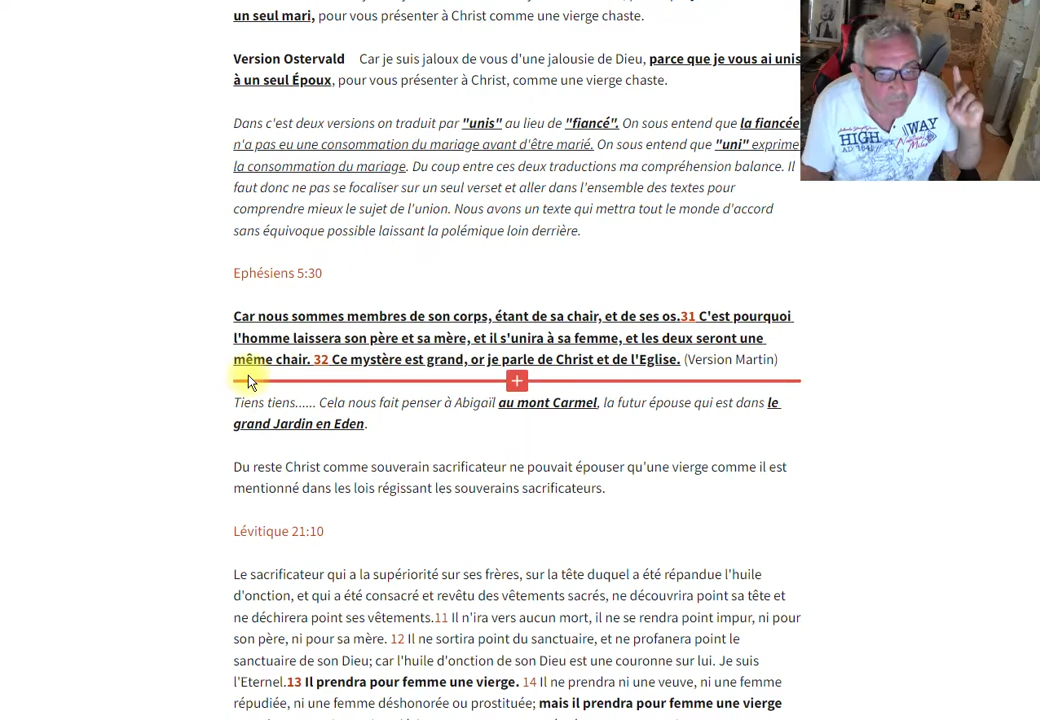 un seul mari, pour vous présenter à Christ comme une vierge chaste.
Version Ostervald Car je suis jaloux de vous d'une jalousie de Dieu, parce que je vous ai unis
à un seul Époux, pour vous présenter à Christ, comme une vierge chaste.
Dans c'est deux versions on traduit par "unis" au lieu de "fiancé". On sous entend que la fiancée
n'a pas eu une consommation du mariage avant d'être marié. On sous entend que "uni" exprime
la consommation du mariage. Du coup entre ces deux traductions ma compréhension balance. Il
faut donc ne pas se focaliser sur un seul verset et aller dans l'ensemble des textes pour
comprendre mieux le sujet de l'union. Nous avons un texte qui mettra tout le monde d'accord
sans équivoque possible laissant la polémique loin derrière.
Ephésiens 5:30
Car nous sommes membres de son corps, étant de sa chair, et de ses os.31 C'est pourquoi
l'homme laissera son père et sa mère, et il s'unira à sa femme, et les deux seront une
même chair. 32 Ce mystère est grand, or je parle de Christ et de l'Eglise. (Version Martin)
Tiens tiens...... Cela nous fait penser à Abigaïl au mont Carmel, la futur épouse qui est dans le
grand Jardin en Eden.
Du reste Christ comme souverain sacrificateur ne pouvait épouser qu'une vierge comme il est
mentionné dans les lois régissant les souverains sacrificateurs.
Lévitique 21:10
Le sacrificateur qui a la supériorité sur ses frères, sur la tête duquel a été répandue l'huile
d'onction, et qui a été consacré et revêtu des vêtements sacrés, ne découvrira point sa tête et
ne déchirera point ses vêtements.11 Il n'ira vers aucun mort, il ne se rendra point impur, ni pour
son père, ni pour sa mère. 12 Il ne sortira point du sanctuaire, et ne profanera point le
sanctuaire de son Dieu; car l'huile d'onction de son Dieu est une couronne sur lui. Je suis
l'Eternel.13 Il prendra pour femme une vierge. 14 Il ne prendra ni une veuve, ni une femme
répudiée, ni une femme déshonorée ou prostituée; mais il prendra pour femme une vierge
HIGH WAY